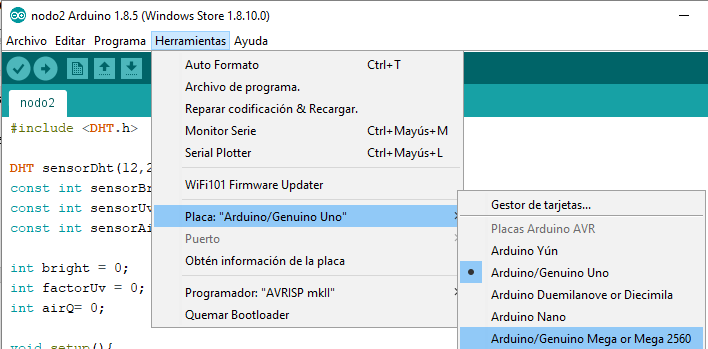 nodo2 Arduino 1.8.5 (Windows Store 1.8.10.0)
Archivo Editar Programa Herramientas Ayuda
Auto Formato Ctrl+T
Archivo de programa.
Reparar codificación & Recargar.
Monitor Serie Ctrl+Mayús+M
Serial Plotter Ctrl+Mayús+L
WiFi101 Firmware Updater
Placa: "Arduino/Genuino Uno"
Puerto
Obtén información de la placa
Programador: "AVRISP mkII"
Quemar Bootloader
Gestor de tarjetas...
Placas Arduino AVR
Arduino Yún
Arduino/Genuino Uno
Arduino Duemilanove or Diecimila
Arduino Nano
Arduino/Genuino Mega or Mega 2560
nodo2
#include <DHT.h>
DHT sensorDht(12,2
const int sensorBr
const int sensorUv
const int sensorAi
int bright = 0;
int factorUv = 0;
int airQ= 0;
void setup(){